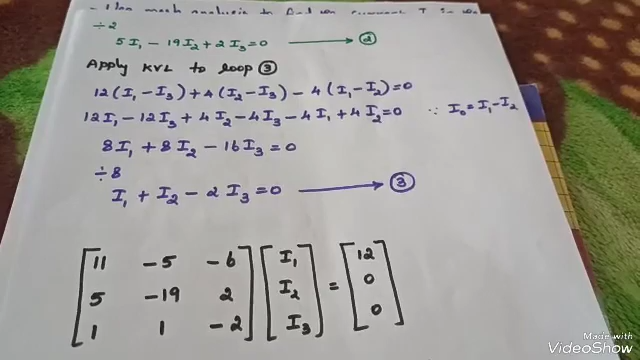 ÷2
5I₁ - 19I₂ + 2I₃ = 0 ⟶ ②
Apply KVL to loop ③
12(I₁ - I₃) + 4(I₂ - I₃) - 4(I₁ - I₂) = 0
12I₁ - 12I₃ + 4I₂ - 4I₃ - 4I₁ + 4I₂ = 0 ∵ I₀ = I₁ - I₂
8I₁ + 8I₂ - 16I₃ = 0
÷8
I₁ + I₂ - 2I₃ = 0 ⟶ ③
[11 -5 -6] [I₁] = [12]
[5 -19 2] [I₂] [0]
[1 1 -2] [I₃] [0]
Made with
VideoShow